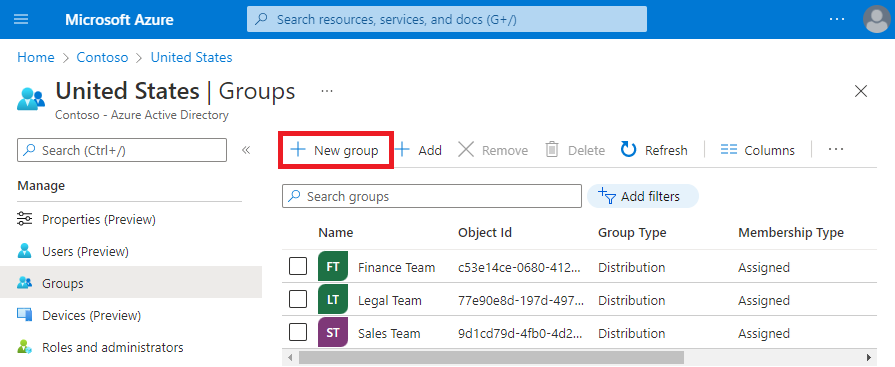 Microsoft Azure
Search resources, services, and docs (G+/)
...
Home > Contoso > United States
United States | Groups ...
Contoso - Azure Active Directory
Search (Ctrl+/) «
+ New group + Add Remove Delete Refresh Columns ...
Manage
Search groups Add filters
Properties (Preview)
Users (Preview)
Groups
Devices (Preview)
Roles and administrators
Name Object Id Group Type Membership Type
FT Finance Team c53e14ce-0680-412... Distribution Assigned
LT Legal Team 77e90e8d-197d-497... Distribution Assigned
ST Sales Team 9d1cd79d-4fb0-4d2... Distribution Assigned